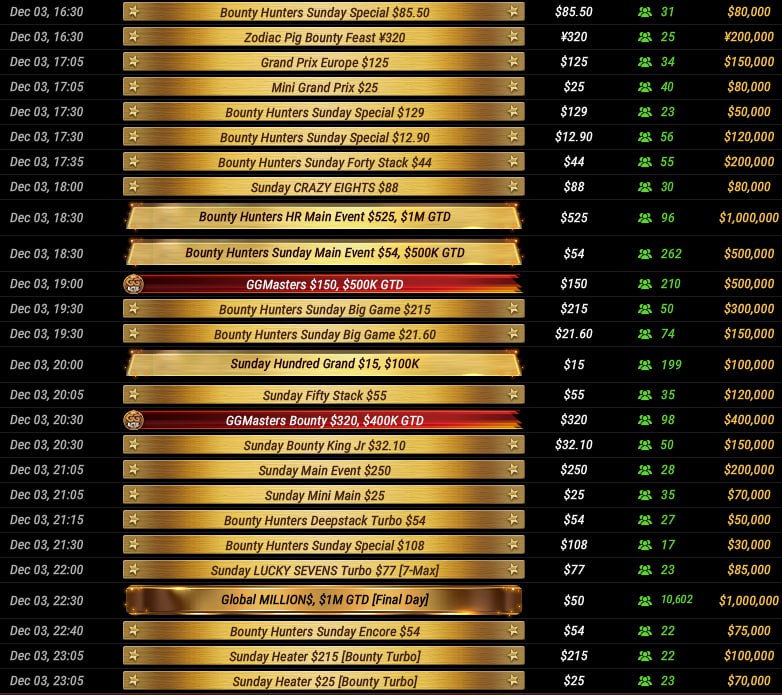 Dec 03, 16:30 Bounty Hunters Sunday Special $85.50 $85.50 31 $80,000
Dec 03, 16:30 Zodiac Pig Bounty Feast ¥320 ¥320 25 ¥200,000
Dec 03, 17:05 Grand Prix Europe $125 $125 34 $150,000
Dec 03, 17:05 Mini Grand Prix $25 $25 40 $80,000
Dec 03, 17:30 Bounty Hunters Sunday Special $129 $129 23 $50,000
Dec 03, 17:30 Bounty Hunters Sunday Special $12.90 $12.90 56 $120,000
Dec 03, 17:35 Bounty Hunters Sunday Forty Stack $44 $44 55 $200,000
Dec 03, 18:00 Sunday CRAZY EIGHTS $88 $88 30 $80,000
Dec 03, 18:30 Bounty Hunters HR Main Event $525, $1M GTD $525 96 $1,000,000
Dec 03, 18:30 Bounty Hunters Sunday Main Event $54, $500K GTD $54 262 $500,000
Dec 03, 19:00 GGMasters $150, $500K GTD $150 210 $500,000
Dec 03, 19:30 Bounty Hunters Sunday Big Game $215 $215 50 $300,000
Dec 03, 19:30 Bounty Hunters Sunday Big Game $21.60 $21.60 74 $150,000
Dec 03, 20:00 Sunday Hundred Grand $15, $100K $15 199 $100,000
Dec 03, 20:05 Sunday Fifty Stack $55 $55 35 $120,000
Dec 03, 20:30 GGMasters Bounty $320, $400K GTD $320 98 $400,000
Dec 03, 20:30 Sunday Bounty King Jr $32.10 $32.10 50 $150,000
Dec 03, 21:05 Sunday Main Event $250 $250 28 $200,000
Dec 03, 21:05 Sunday Mini Main $25 $25 35 $70,000
Dec 03, 21:15 Bounty Hunters Deepstack Turbo $54 $54 27 $50,000
Dec 03, 21:30 Bounty Hunters Sunday Special $108 $108 17 $30,000
Dec 03, 22:00 Sunday LUCKY SEVENS Turbo $77 [7-Max] $77 23 $85,000
Dec 03, 22:30 Global MILLION$, $1M GTD [Final Day] $50 10,602 $1,000,000
Dec 03, 22:40 Bounty Hunters Sunday Encore $54 $54 22 $75,000
Dec 03, 23:05 Sunday Heater $215 [Bounty Turbo] $215 22 $100,000
Dec 03, 23:05 Sunday Heater $25 [Bounty Turbo] $25 23 $70,000